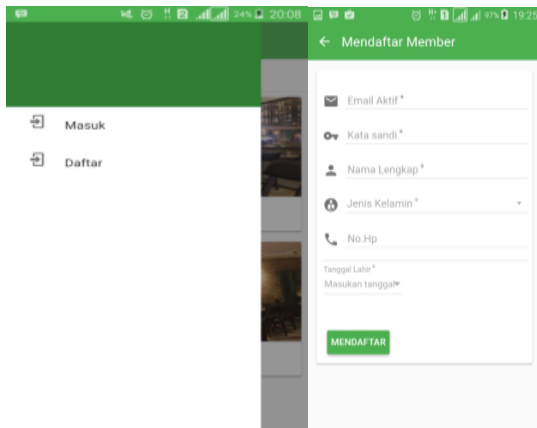 24% 20:08
Masuk
Daftar
97% 19:25
Mendaftar Member
Email Aktif *
Kata sandi *
Nama Lengkap *
Jenis Kelamin *
No.Hp
Tanggal Lahir *
Masukan tanggal
MENDAFTAR